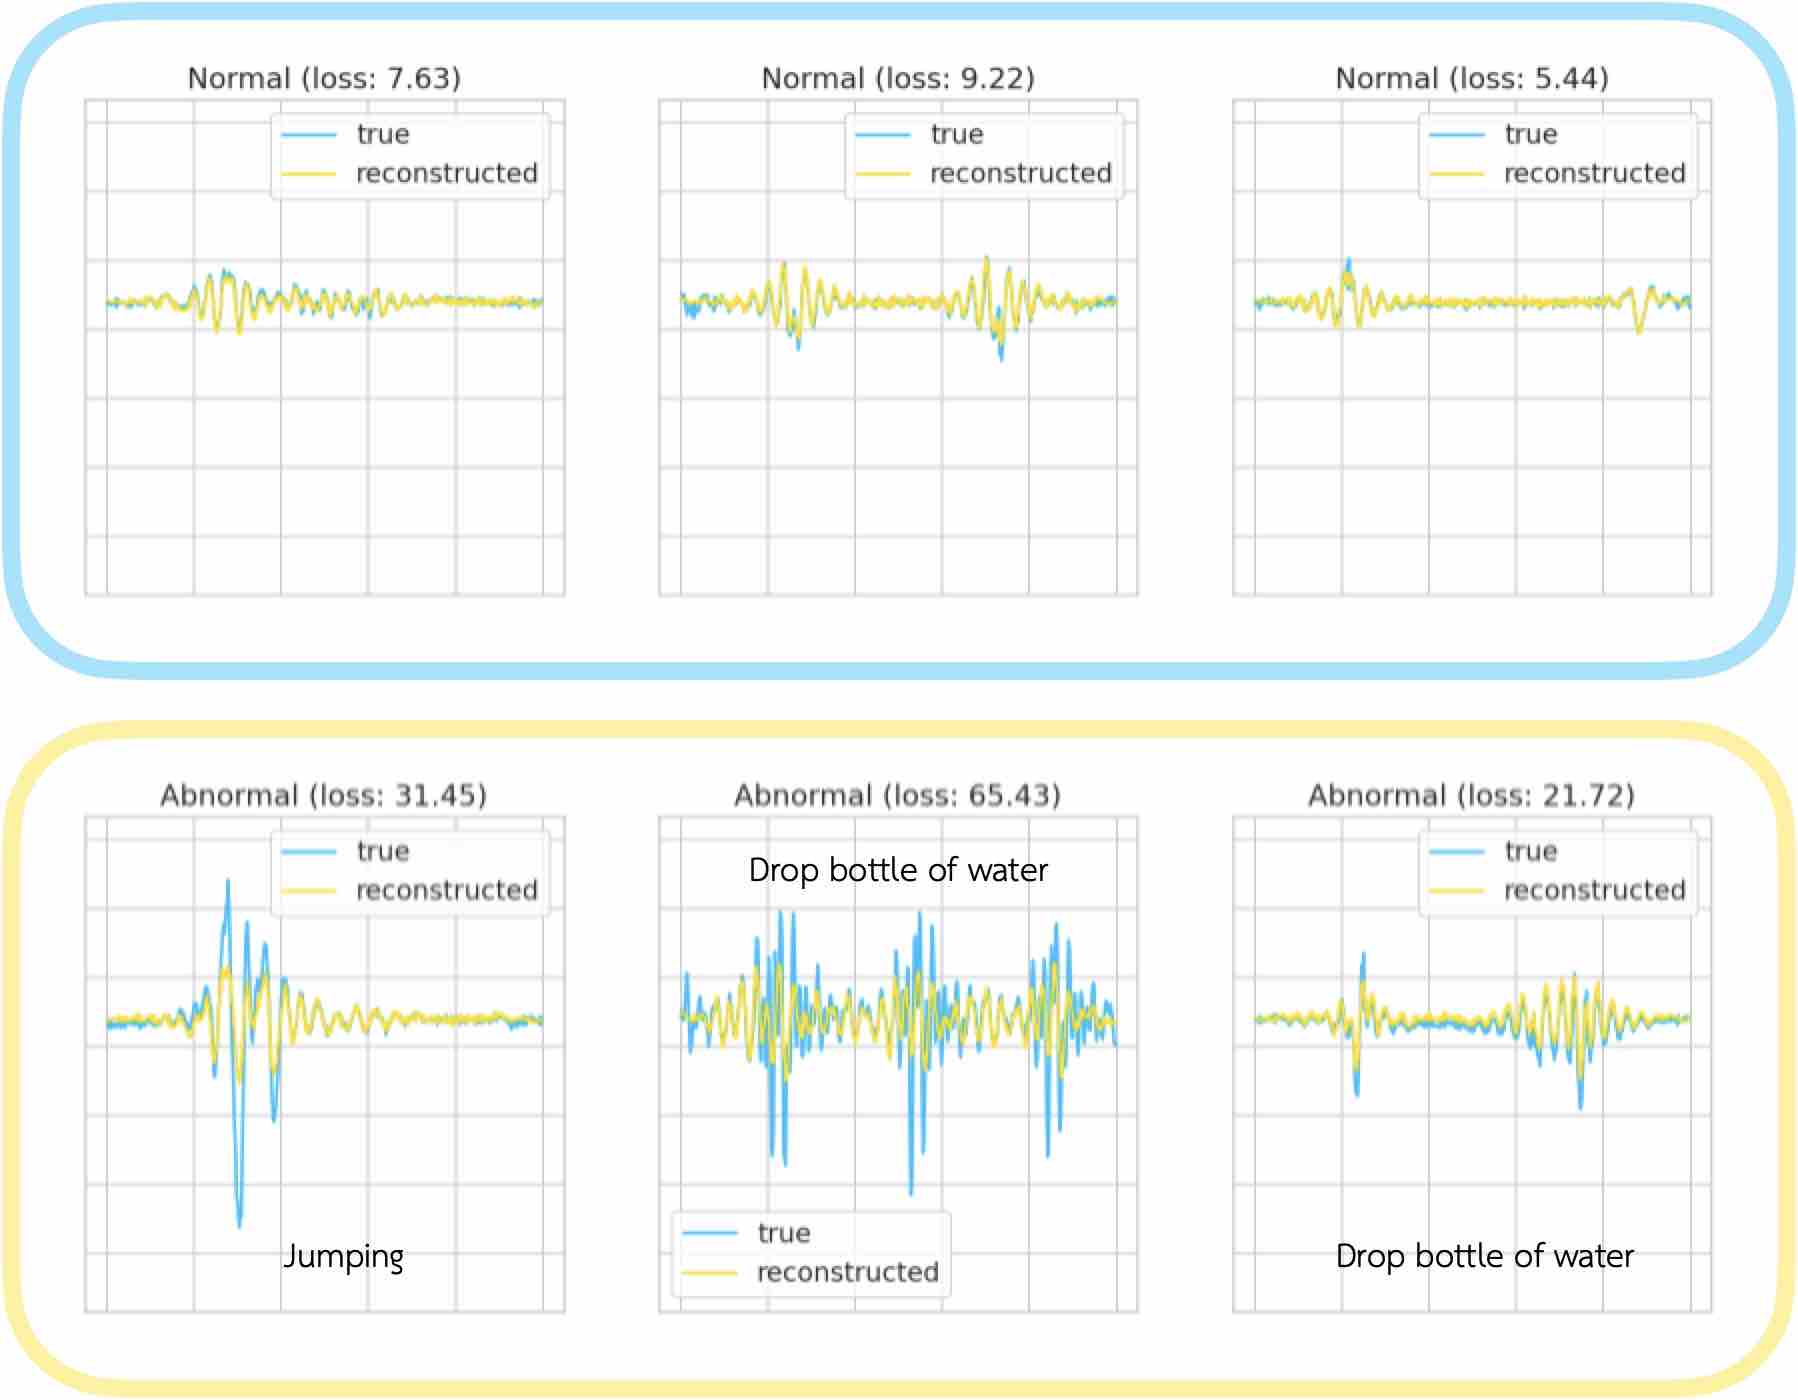 Normal (loss: 7.63)
true
reconstructed
Normal (loss: 9.22)
true
reconstructed
Normal (loss: 5.44)
true
reconstructed
Abnormal (loss: 31.45)
true
reconstructed
Jumping
Abnormal (loss: 65.43)
Drop bottle of water
true
reconstructed
Abnormal (loss: 21.72)
true
reconstructed
Drop bottle of water